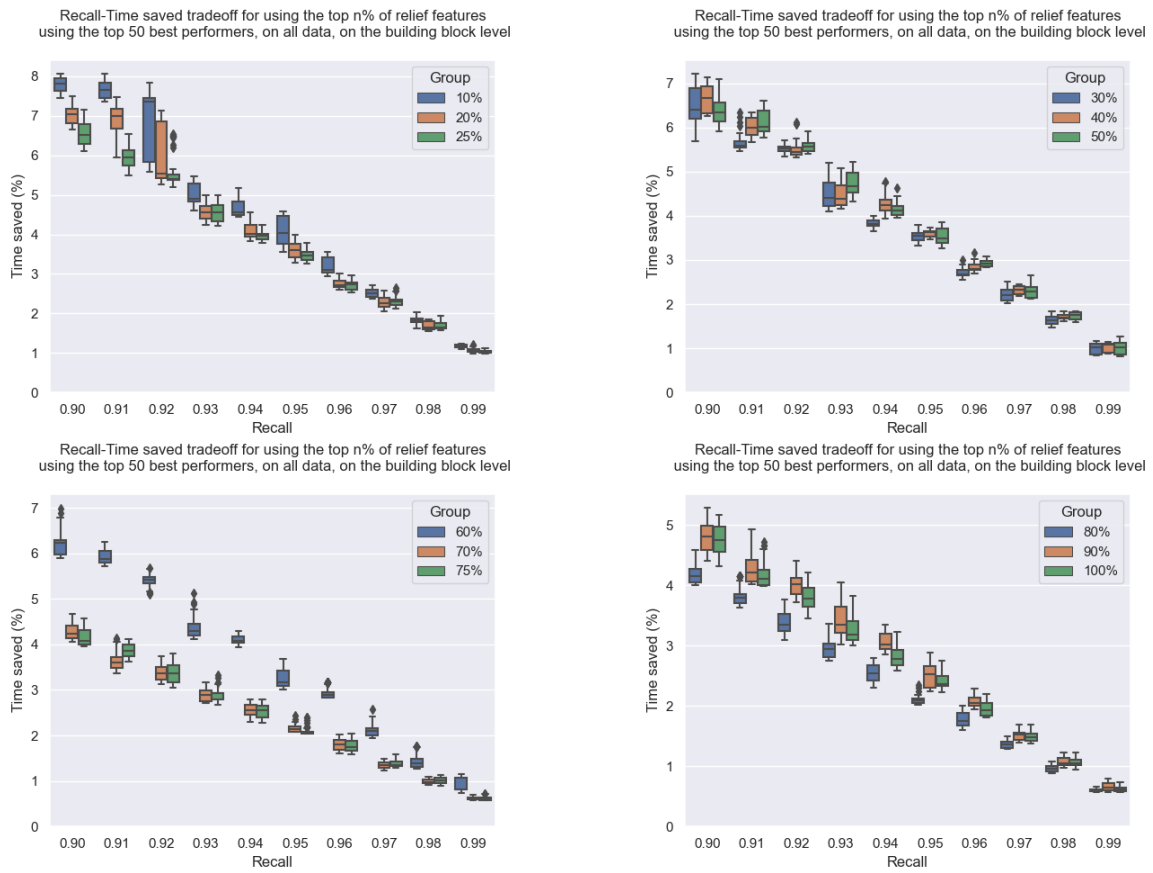 Recall-Time saved tradeoff for using the top n% of relief features
using the top 50 best performers, on all data, on the building block level
Time saved (%)
8
7
6
5
4
3
2
1
0
Group
10%
20%
25%
0.90 0.91 0.92 0.93 0.94 0.95 0.96 0.97 0.98 0.99
Recall
Recall-Time saved tradeoff for using the top n% of relief features
using the top 50 best performers, on all data, on the building block level
Time saved (%)
7
6
5
4
3
2
1
0
Group
30%
40%
50%
0.90 0.91 0.92 0.93 0.94 0.95 0.96 0.97 0.98 0.99
Recall
Recall-Time saved tradeoff for using the top n% of relief features
using the top 50 best performers, on all data, on the building block level
Time saved (%)
7
6
5
4
3
2
1
0
Group
60%
70%
75%
0.90 0.91 0.92 0.93 0.94 0.95 0.96 0.97 0.98 0.99
Recall
Recall-Time saved tradeoff for using the top n% of relief features
using the top 50 best performers, on all data, on the building block level
Time saved (%)
5
4
3
2
1
0
Group
80%
90%
100%
0.90 0.91 0.92 0.93 0.94 0.95 0.96 0.97 0.98 0.99
Recall